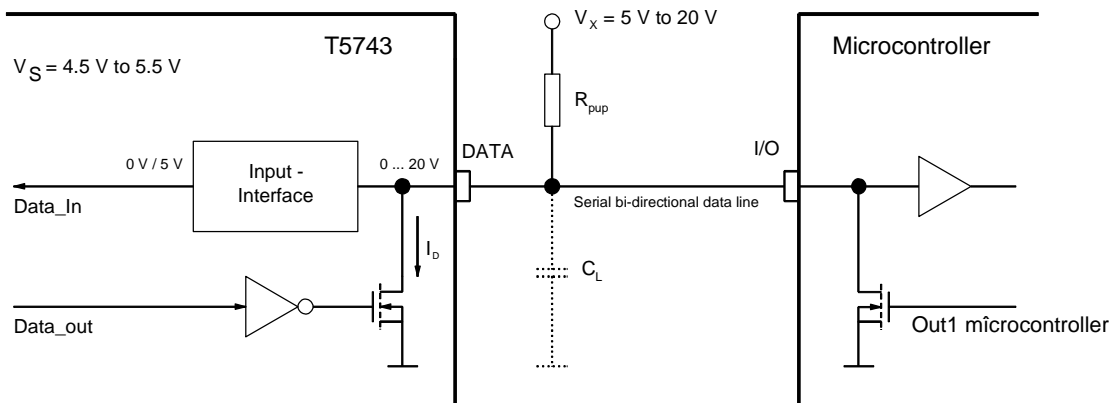 V_X = 5 V to 20 V
T5743
Microcontroller
V_S = 4.5 V to 5.5 V
R_pup
0 V / 5 V
Input -
Interface
0 ... 20 V
DATA
I/O
Data_In
Serial bi-directional data line
I_D
C_L
Data_out
Out1 mîcrocontroller